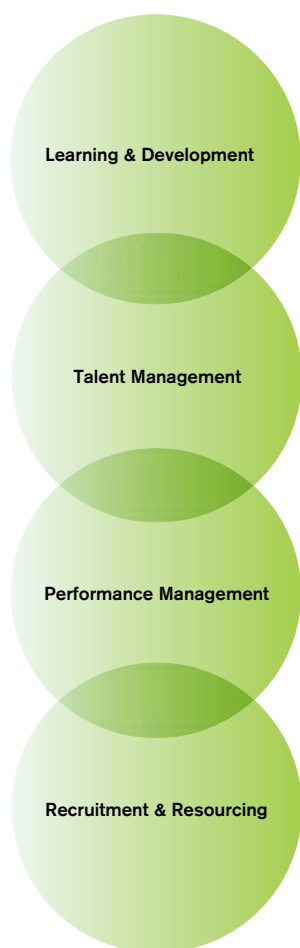 Learning & Development
Talent Management
Performance Management
Recruitment & Resourcing